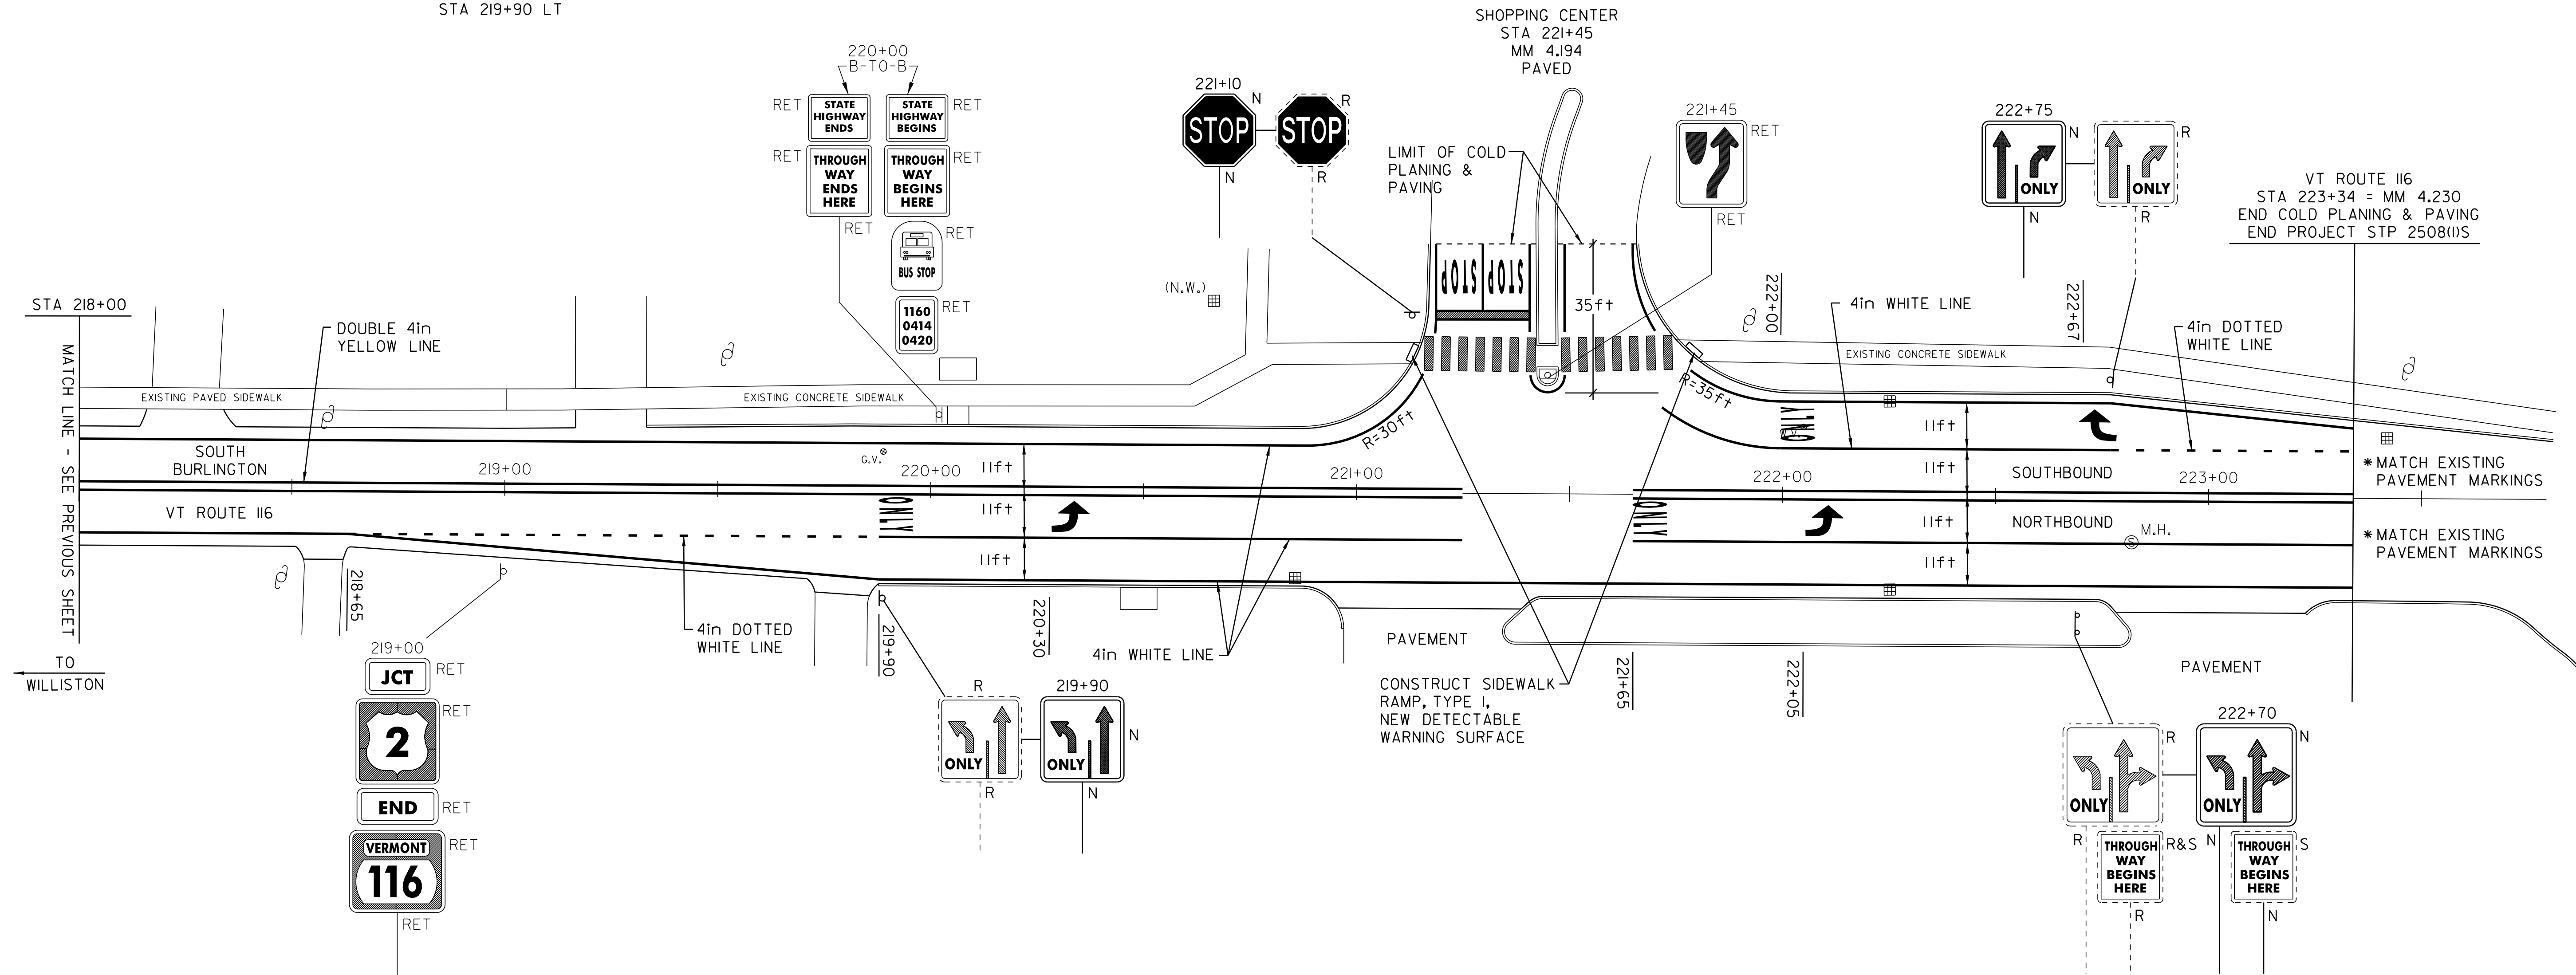 STA 219+90 LT
220+00
B-TO-B
RET
STATE
HIGHWAY
ENDS
STATE
HIGHWAY
BEGINS
RET
RET
THROUGH
WAY
ENDS
HERE
THROUGH
WAY
BEGINS
HERE
RET
RET
BUS STOP
RET
1160
0414
0420
RET
221+10
STOP
N
N
STOP
R
R
SHOPPING CENTER
STA 221+45
MM 4.194
PAVED
LIMIT OF COLD
PLANING &
PAVING
221+45
RET
RET
222+75
ONLY
N
N
ONLY
R
R
VT ROUTE 116
STA 223+34 = MM 4.230
END COLD PLANING & PAVING
END PROJECT STP 2508(1)S
STA 218+00
MATCH LINE - SEE PREVIOUS SHEET
DOUBLE 4in
YELLOW LINE
(N.W.)
STOP
STOP
35ft
222+00
4in WHITE LINE
222+67
4in DOTTED
WHITE LINE
EXISTING PAVED SIDEWALK
EXISTING CONCRETE SIDEWALK
EXISTING CONCRETE SIDEWALK
R=30ft
R=35ft
ONLY
W.V.
11ft
SOUTH
BURLINGTON
219+00
G.V.
220+00
11ft
221+00
222+00
11ft
SOUTHBOUND
223+00
*MATCH EXISTING
PAVEMENT MARKINGS
VT ROUTE 116
ONLY
11ft
ONLY
11ft
NORTHBOUND
M.H.
S
*MATCH EXISTING
PAVEMENT MARKINGS
11ft
11ft
218+65
4in DOTTED
WHITE LINE
219+90
220+30
4in WHITE LINE
PAVEMENT
221+65
222+05
PAVEMENT
TO
WILLISTON
CONSTRUCT SIDEWALK
RAMP, TYPE 1,
NEW DETECTABLE
WARNING SURFACE
219+00
JCT
RET
2
RET
END
RET
VERMONT
116
RET
RET
R
ONLY
R
219+90
ONLY
N
N
ONLY
R
R
222+70
ONLY
N
N
THROUGH
WAY
BEGINS
HERE
R&S
R
THROUGH
WAY
BEGINS
HERE
S
N